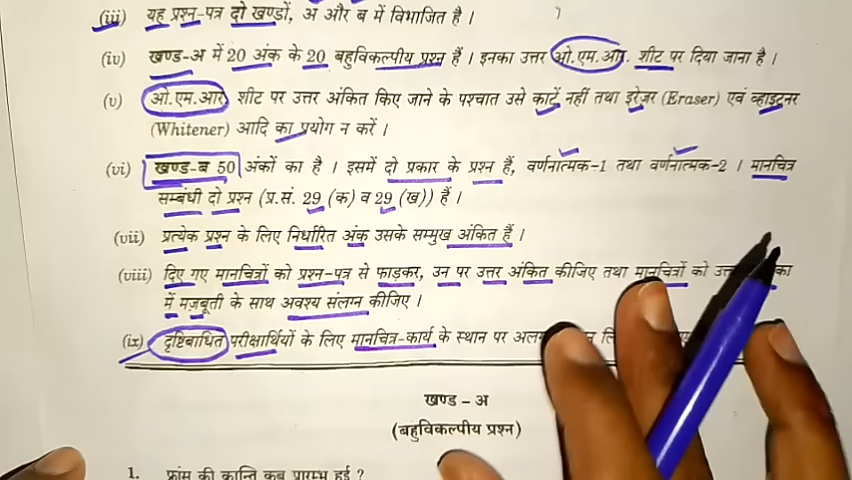 (iii) यह प्रश्न-पत्र दो खण्डों, अ और ब में विभाजित है ।
(iv) खण्ड-अ में 20 अंक के 20 बहुविकल्पीय प्रश्न हैं । इनका उत्तर ओ.एम.आर. शीट पर दिया जाना है ।
(v) ओ.एम.आर शीट पर उत्तर अंकित किए जाने के पश्चात उसे काटें नहीं तथा इरेज़र (Eraser) एवं व्हाइटनर
(Whitener) आदि का प्रयोग न करें ।
(vi) खण्ड-ब 50 अंकों का है । इसमें दो प्रकार के प्रश्न हैं, वर्णनात्मक-1 तथा वर्णनात्मक-2 । मानचित्र
सम्बंधी दो प्रश्न (प्र.सं. 29 (क) व 29 (ख)) हैं ।
(vii) प्रत्येक प्रश्न के लिए निर्धारित अंक उसके सम्मुख अंकित हैं ।
(viii) दिए गए मानचित्रों को प्रश्न-पत्र से फाड़कर, उन पर उत्तर अंकित कीजिए तथा मानचित्रों को
में मज़बूती के साथ अवश्य संलग्न कीजिए ।
(ix) दृष्टिबाधित परीक्षार्थियों के लिए मानचित्र-कार्य के स्थान पर
खण्ड – अ
(बहुविकल्पीय प्रश्न)
1. फ्रांस की क्रान्ति कब प्रारम्भ हुई ?